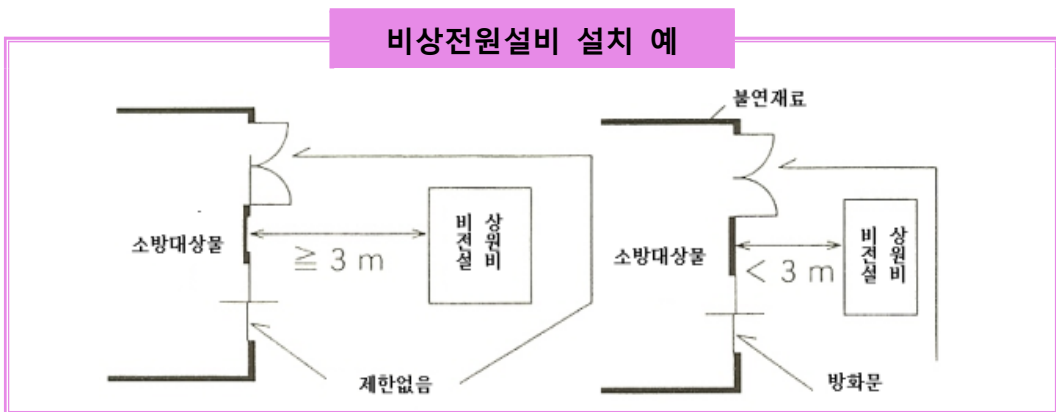 비상전원설비 설치 예
소방대상물
≧ 3 m
비상
전원
설비
제한없음
불연재료
소방대상물
< 3 m
비상
전원
설비
방화문